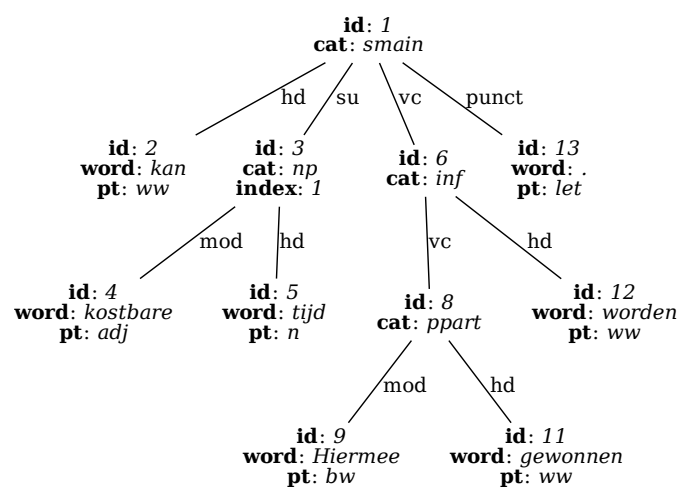 id: 1
cat: smain
hd
su
vc
punct
id: 2
word: kan
pt: ww
id: 3
cat: np
index: 1
id: 6
cat: inf
id: 13
word: .
pt: let
mod
hd
vc
hd
id: 4
word: kostbare
pt: adj
id: 5
word: tijd
pt: n
id: 8
cat: ppart
id: 12
word: worden
pt: ww
mod
hd
id: 9
word: Hiermee
pt: bw
id: 11
word: gewonnen
pt: ww